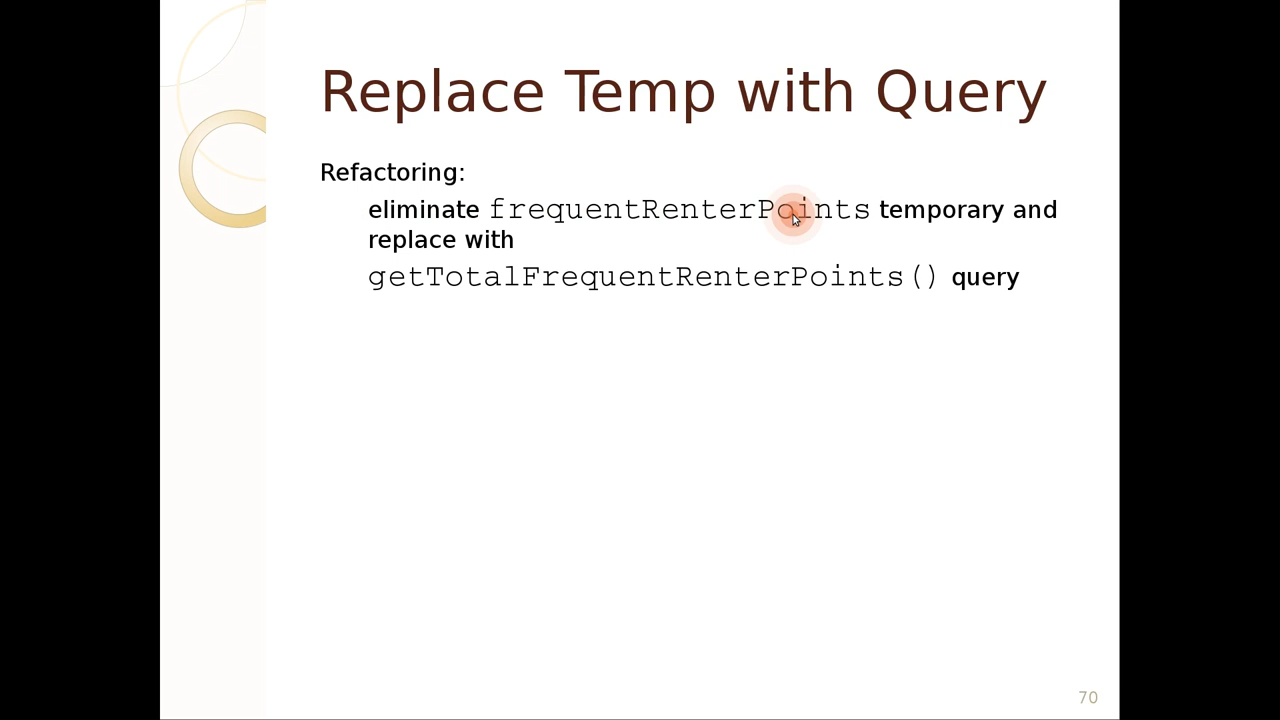 Replace Temp with Query
Refactoring:
eliminate frequentRenterPoints temporary and
replace with
getTotalFrequentRenterPoints() query
70